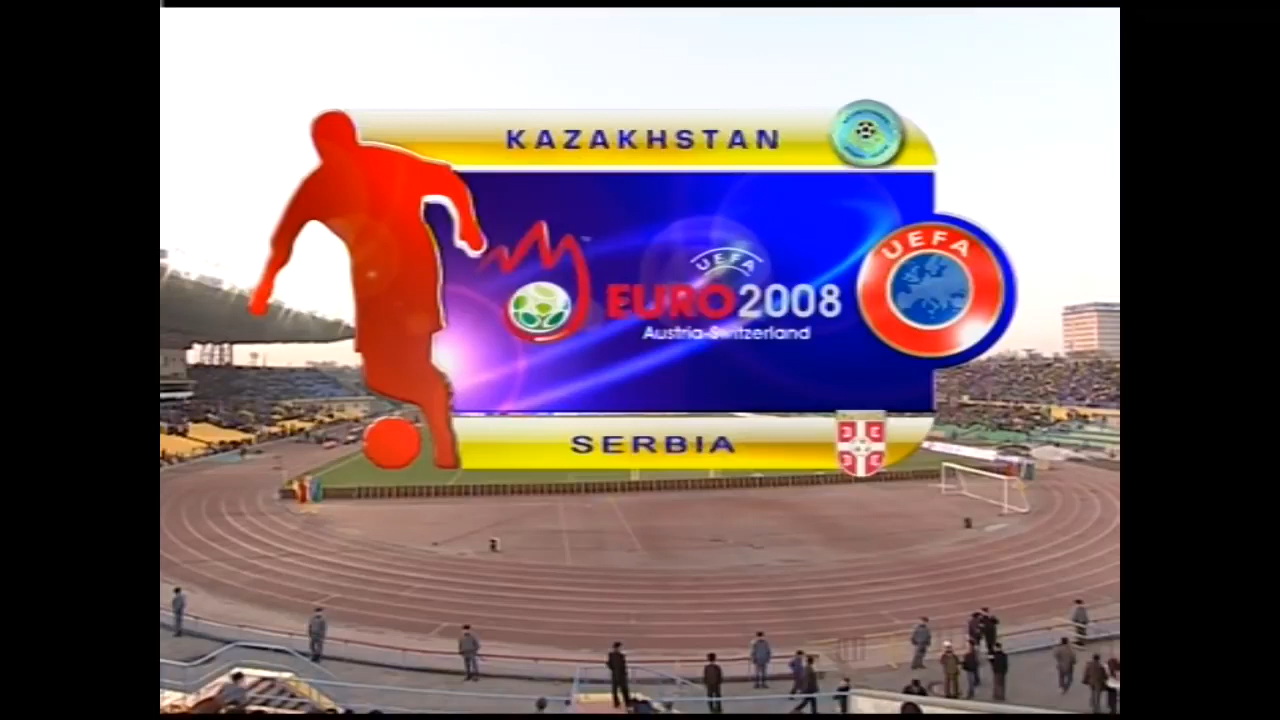 KAZAKHSTAN
UEFA
UEFA
EURO2008
Austria-Switzerland
SERBIA